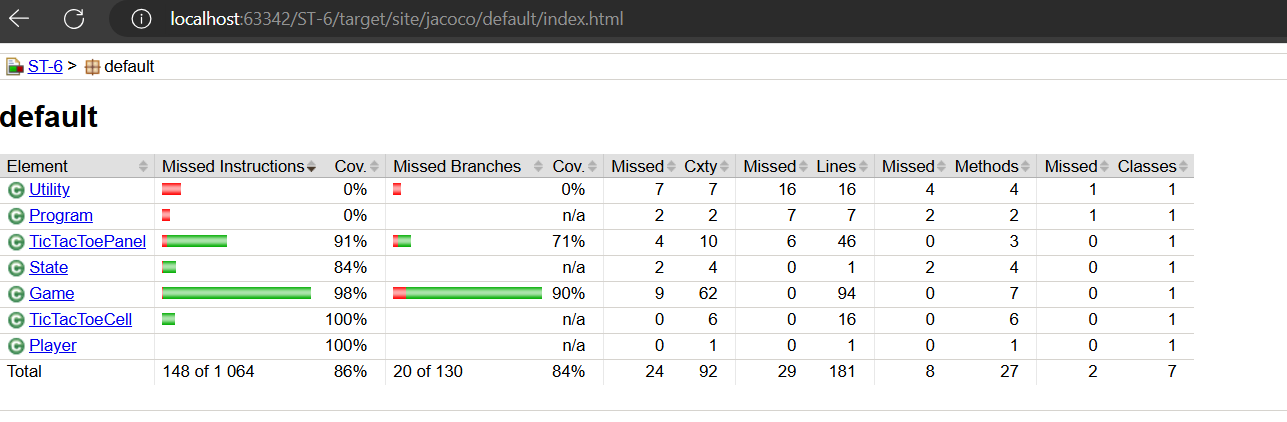 localhost:63342/ST-6/target/site/jacoco/default/index.html
ST-6 > default
default
Element Missed Instructions Cov. Missed Branches Cov. Missed Cxty Missed Lines Missed Methods Missed Classes
Utility 0% 0% 7 7 16 16 4 4 1 1
Program 0% n/a 2 2 7 7 2 2 1 1
TicTacToePanel 91% 71% 4 10 6 46 0 3 0 1
State 84% n/a 2 4 0 1 2 4 0 1
Game 98% 90% 9 62 0 94 0 7 0 1
TicTacToeCell 100% n/a 0 6 0 16 0 6 0 1
Player 100% n/a 0 1 0 1 0 1 0 1
Total 148 of 1 064 86% 20 of 130 84% 24 92 29 181 8 27 2 7